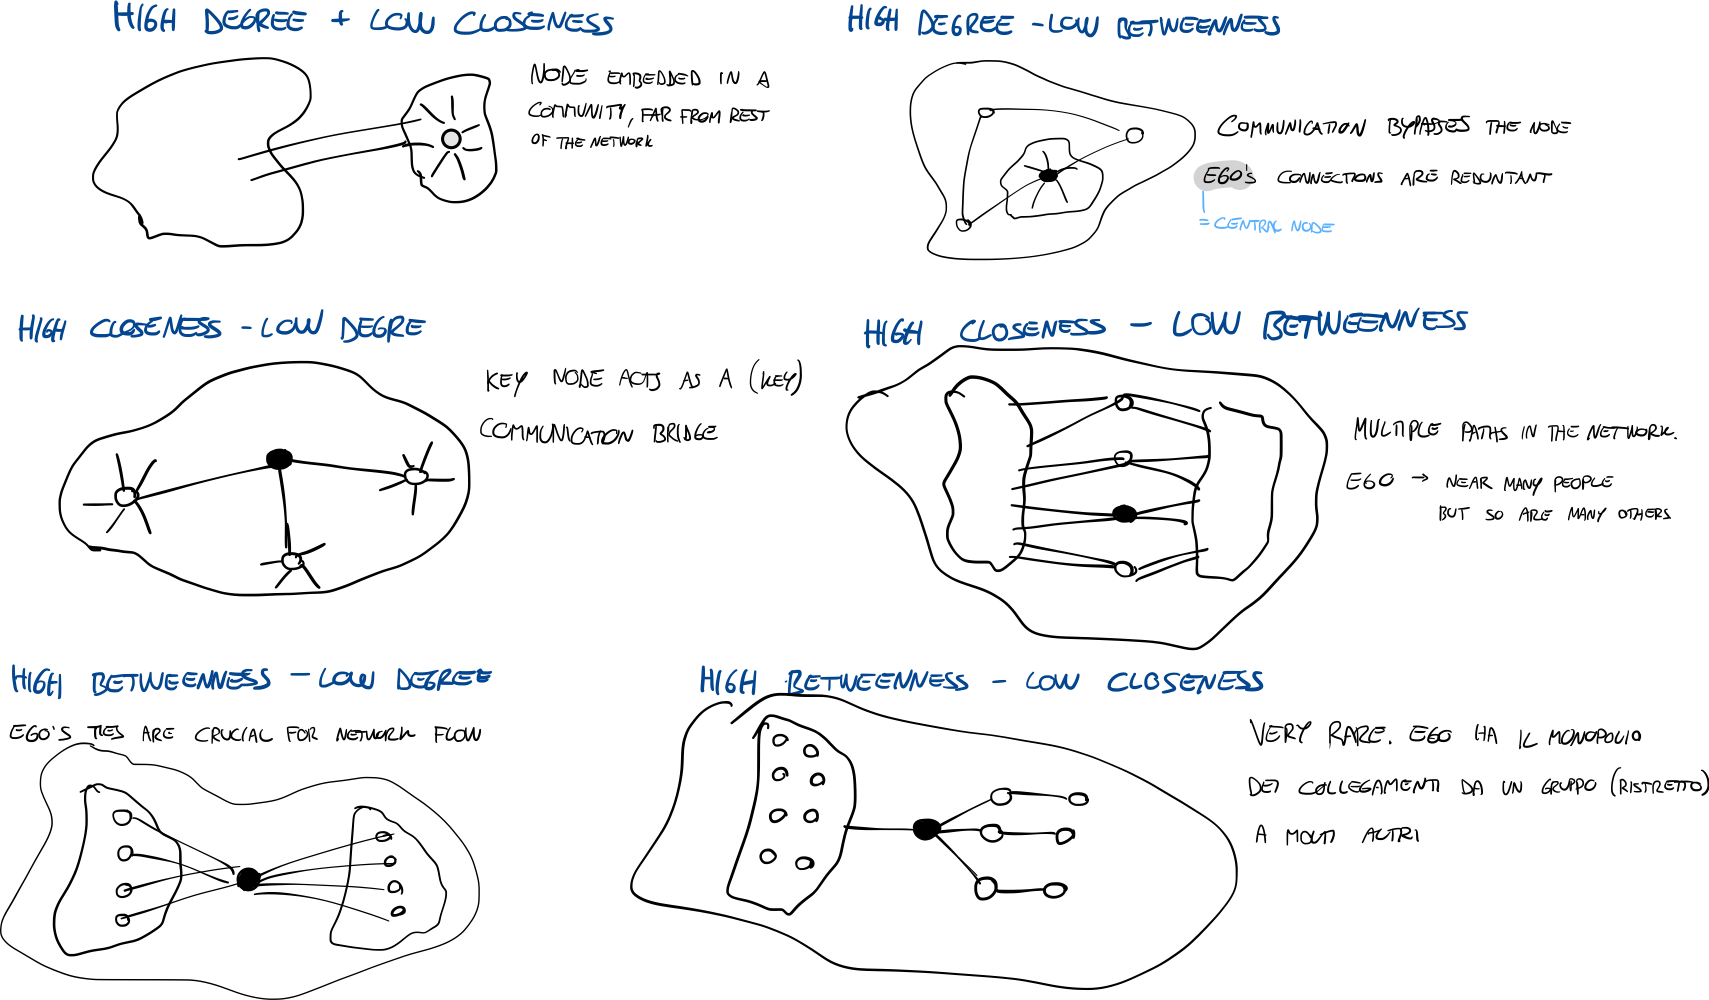 HIGH DEGREE + LOW CLOSENESS
NODE EMBEDDED IN A
COMMUNITY, FAR FROM REST
OF THE NETWORK
HIGH DEGREE - LOW BETWEENNESS
COMMUNICATION BYPASSES THE NODE
EGO'S CONNECTIONS ARE REDUNTANT
= CENTRAL NODE
HIGH CLOSENESS - LOW DEGRE
KEY NODE ACTS AS A (KEY)
COMMUNICATION BRIDGE
HIGH CLOSENESS - LOW BETWEENNESS
MULTIPLE PATHS IN THE NETWORK.
EGO → NEAR MANY PEOPLE
BUT SO ARE MANY OTHERS
HIGH BETWEENNESS - LOW DEGREE
EGO'S TIES ARE CRUCIAL FOR NETWORK FLOW
HIGH BETWEENNESS - LOW CLOSENESS
VERY RARE. EGO HA IL MONOPOLIO
DEI COLLEGAMENTI DA UN GRUPPO (RISTRETTO)
A MOLTI ALTRI